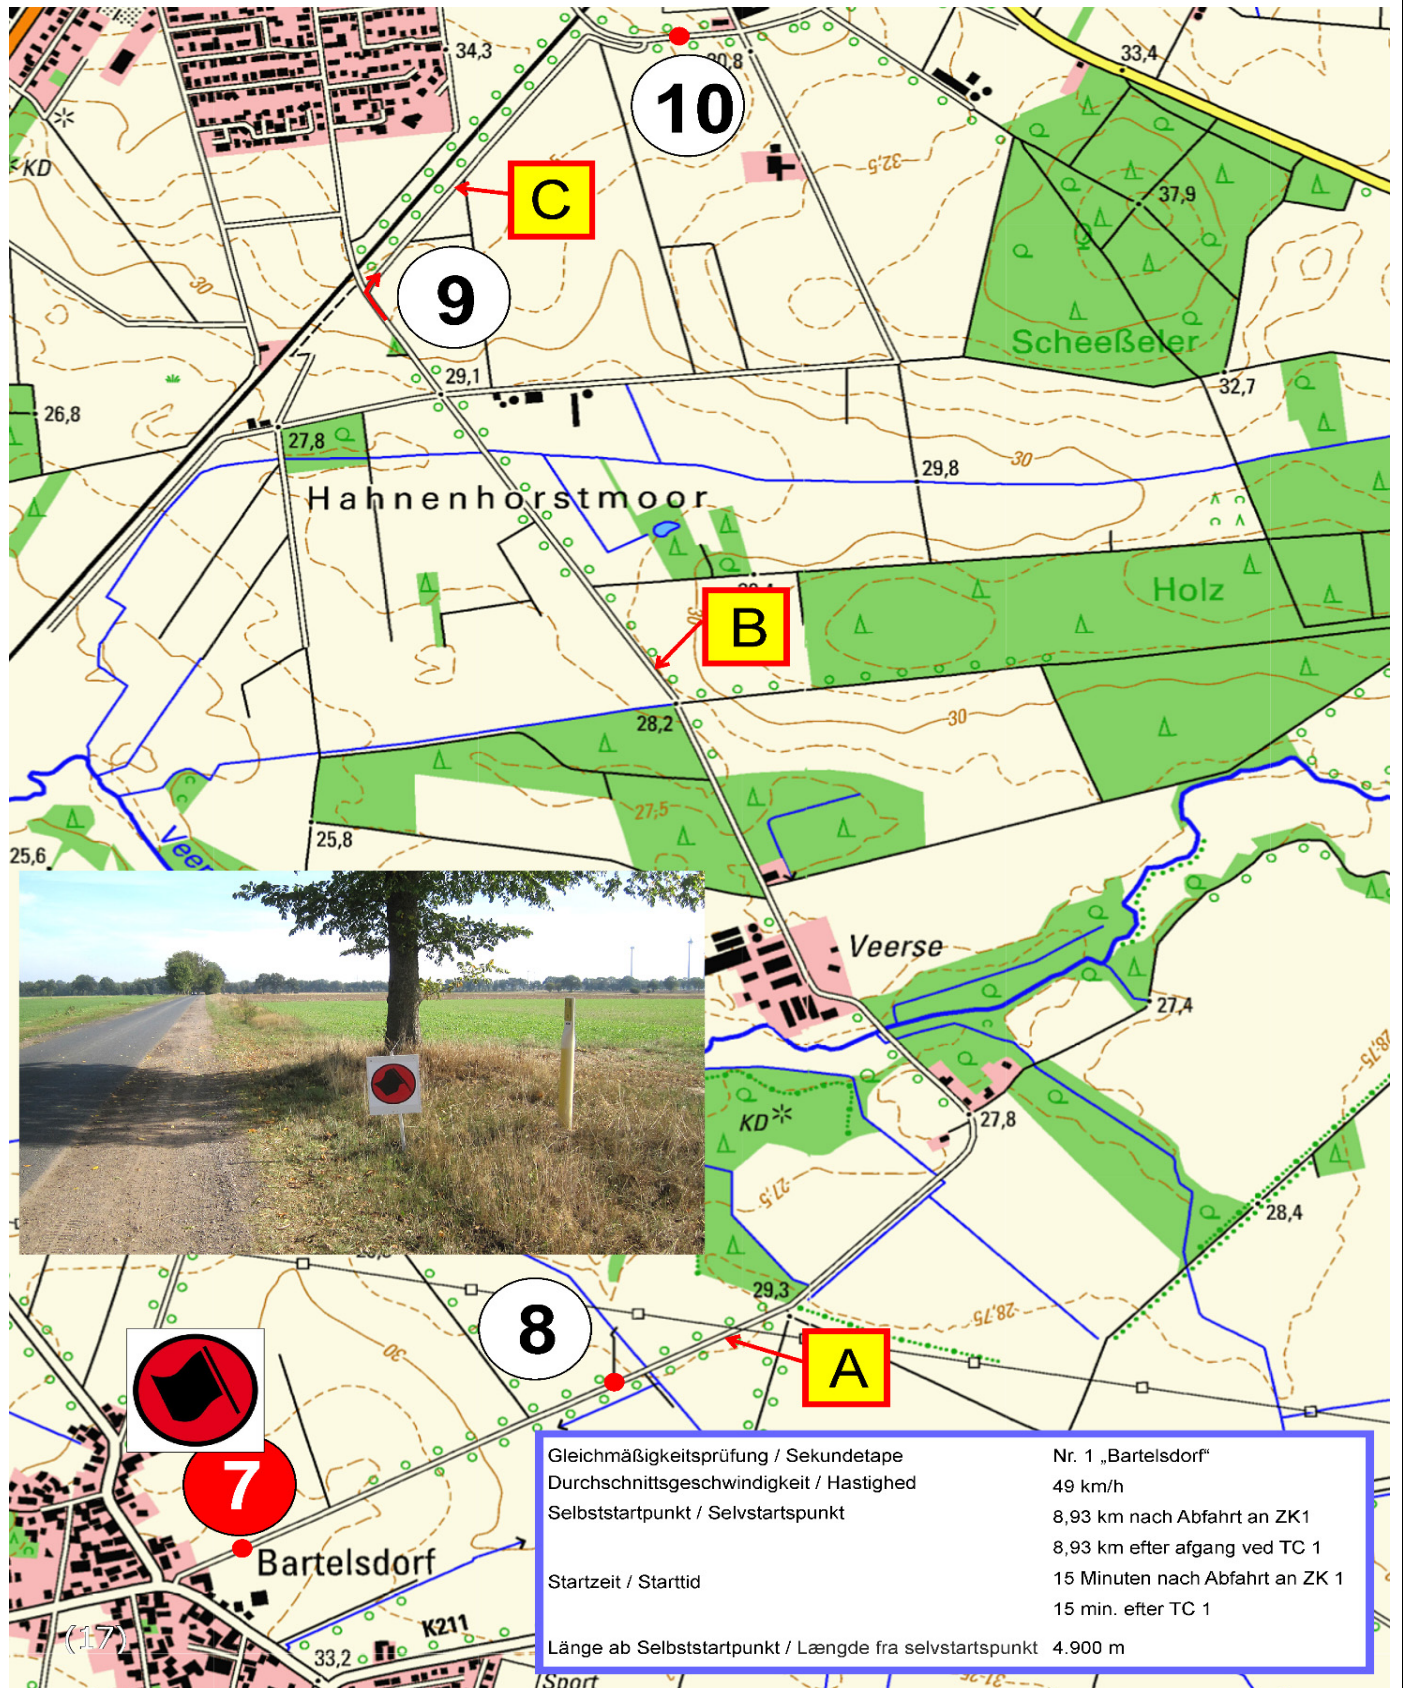 34,3
30,8
33,4
10
KD
32,5
37,9
C
30
9
Scheeßeler
29,1
32,7
26,8
27,8
29,8
30
Hahnenhorstmoor
Holz
B
30
28,2
30
27,5
25,8
25,6
Veerse
27,4
28,75
KD
27,8
27,5
28,4
29,3
28,75
8
A
30
7
Bartelsdorf
K211
(17)
33,2
Sport
31-25
Gleichmäßigkeitsprüfung / Sekundetape Nr. 1 „Bartelsdorf“
Durchschnittsgeschwindigkeit / Hastighed 49 km/h
Selbststartpunkt / Selvstartspunkt 8,93 km nach Abfahrt an ZK1
8,93 km efter afgang ved TC 1
Startzeit / Starttid 15 Minuten nach Abfahrt an ZK 1
15 min. efter TC 1
Länge ab Selbststartpunkt / Længde fra selvstartspunkt 4.900 m